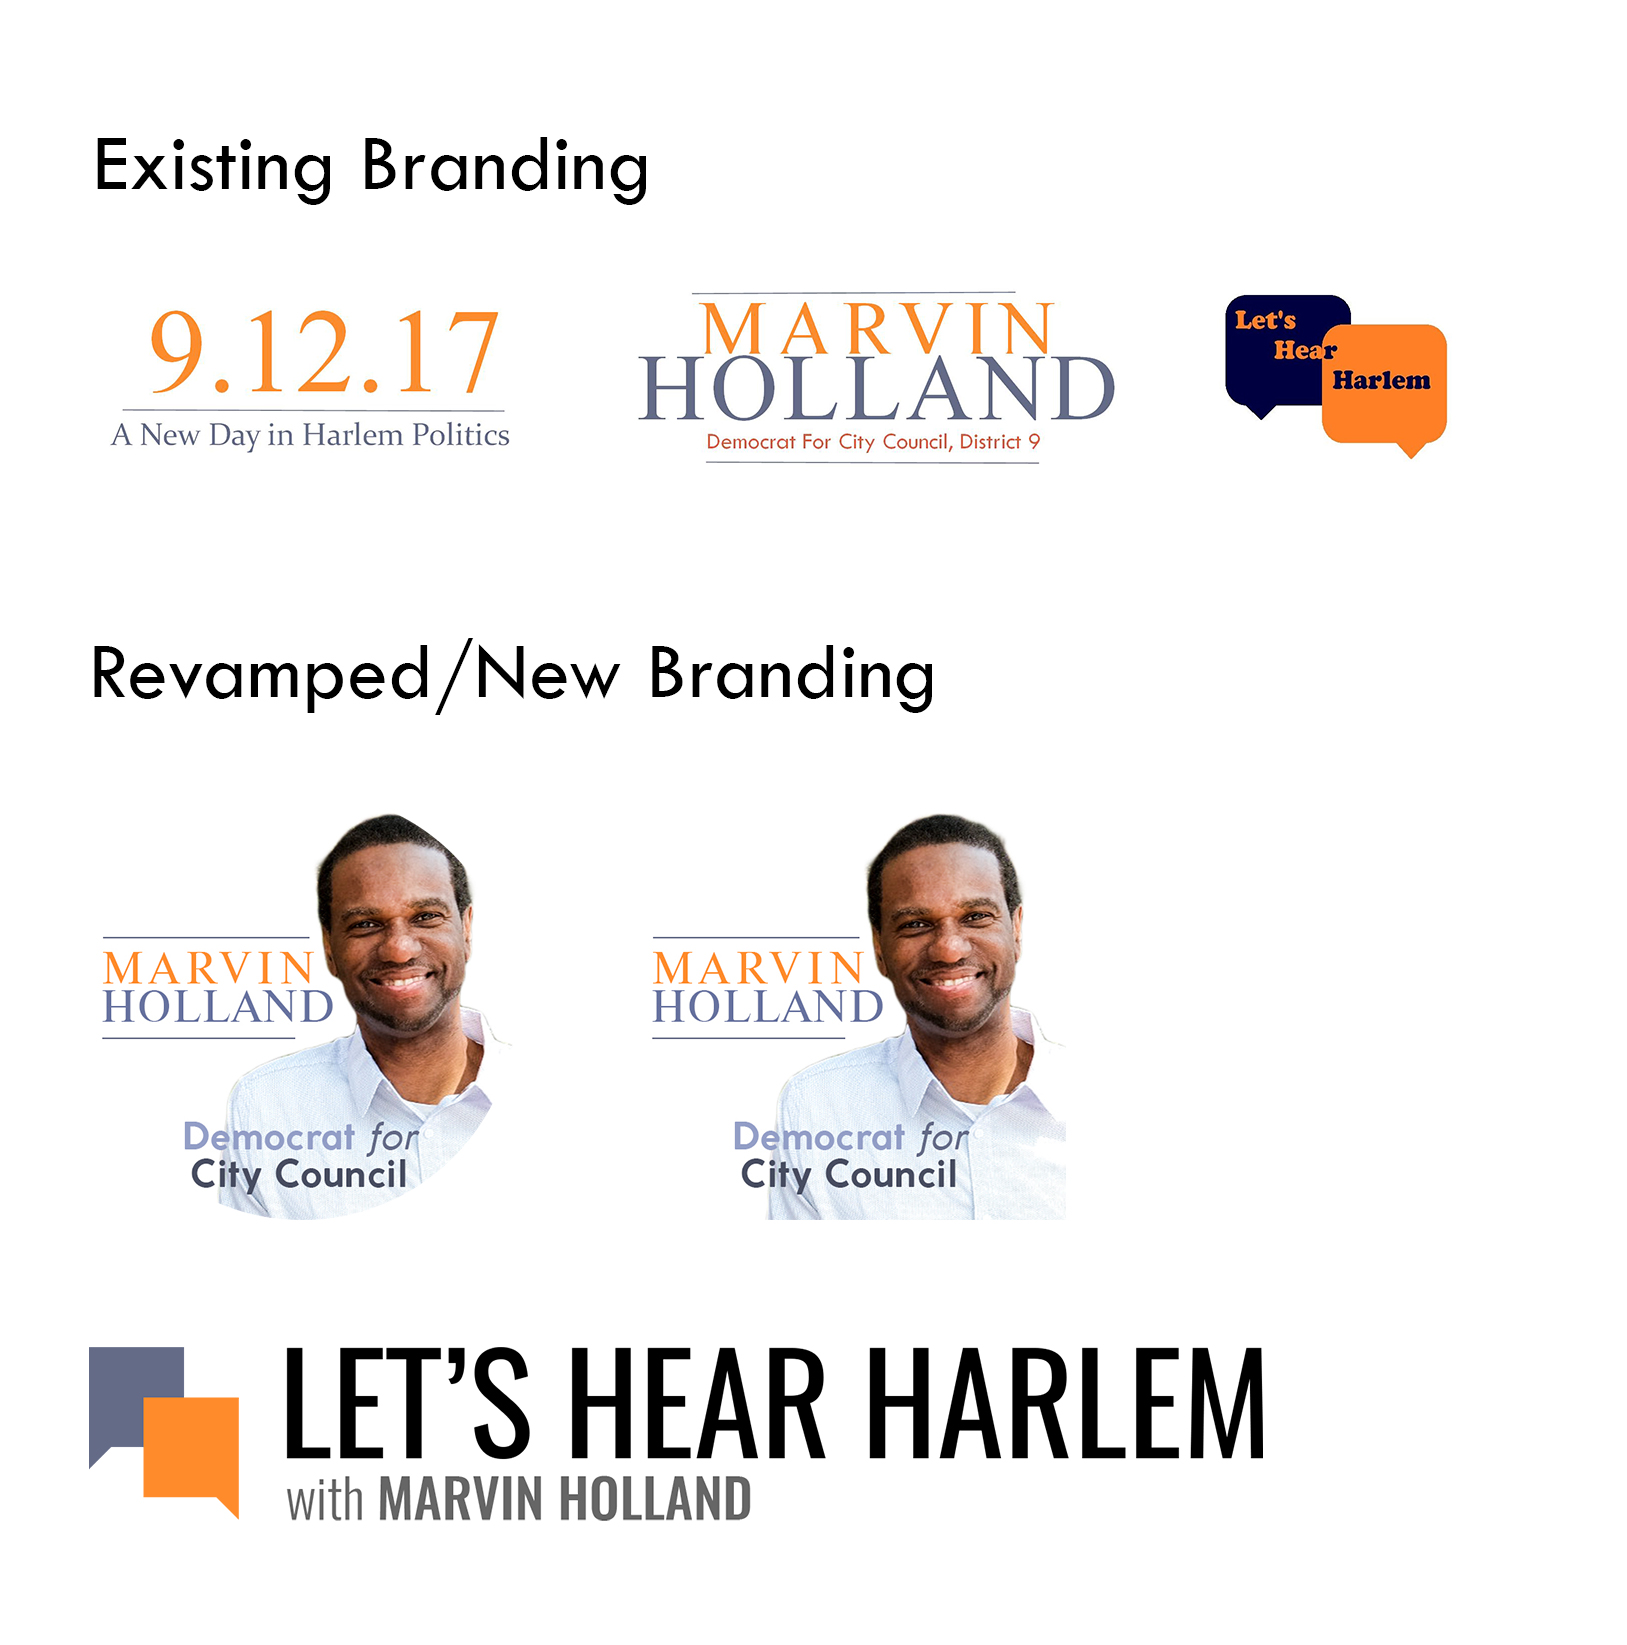 Existing Branding
9.12.17
A New Day in Harlem Politics
MARVIN
HOLLAND
Democrat For City Council, District 9
Let's
Hear
Harlem
Revamped/New Branding
MARVIN
HOLLAND
Democrat for
City Council
MARVIN
HOLLAND
Democrat for
City Council
LET’S HEAR HARLEM
with MARVIN HOLLAND